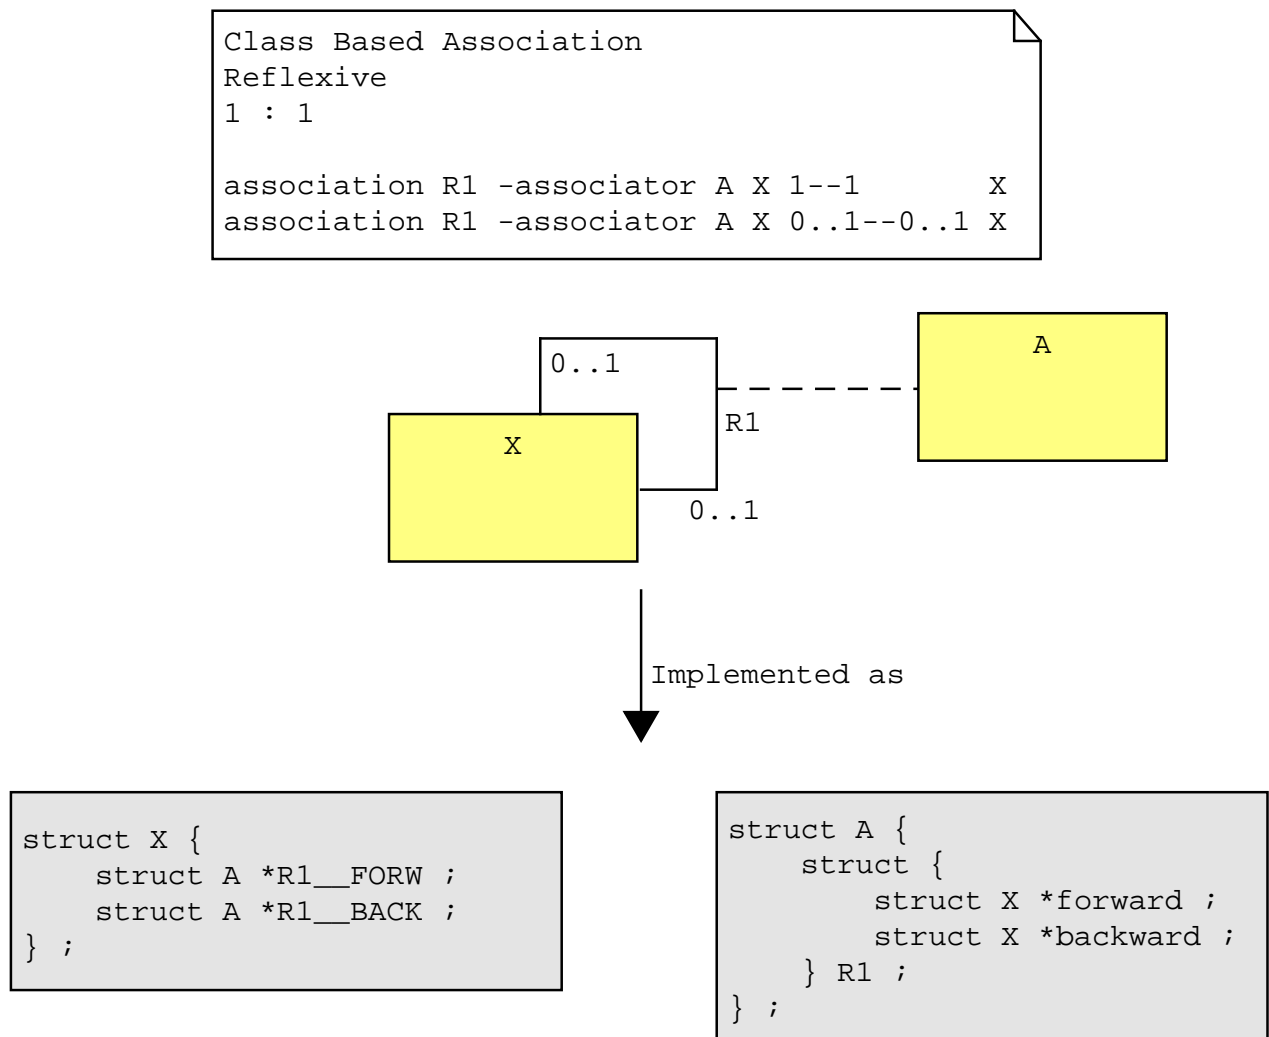 Class Based Association
Reflexive
1 : 1
association R1 -associator A X 1--1        X
association R1 -associator A X 0..1--0..1 X
A
0..1
R1
X
0..1
Implemented as
struct X {
    struct A *R1__FORW ;
    struct A *R1__BACK ;
} ;
struct A {
    struct {
        struct X *forward ;
        struct X *backward ;
    } R1 ;
} ;